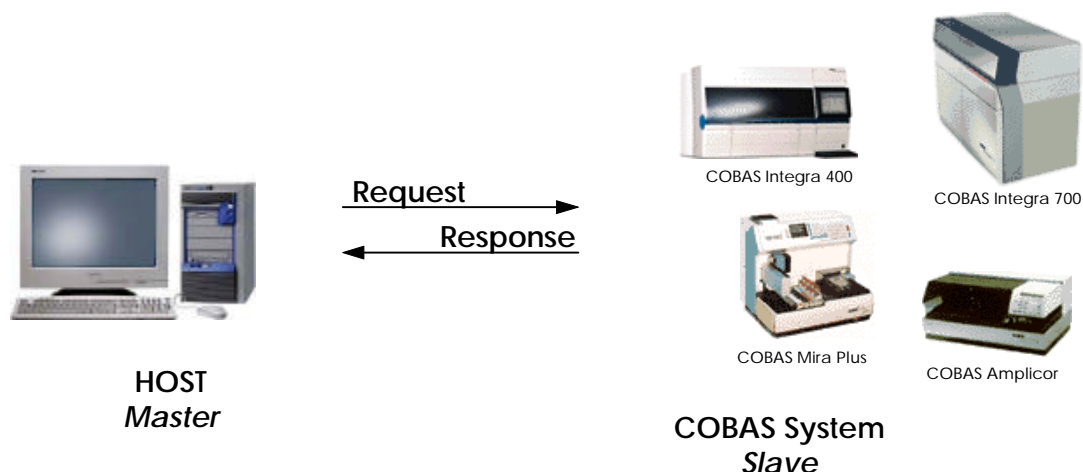 COBAS Integra 400
COBAS Integra 700
Request
Response
COBAS Mira Plus
COBAS Amplicor
HOST
Master
COBAS System
Slave